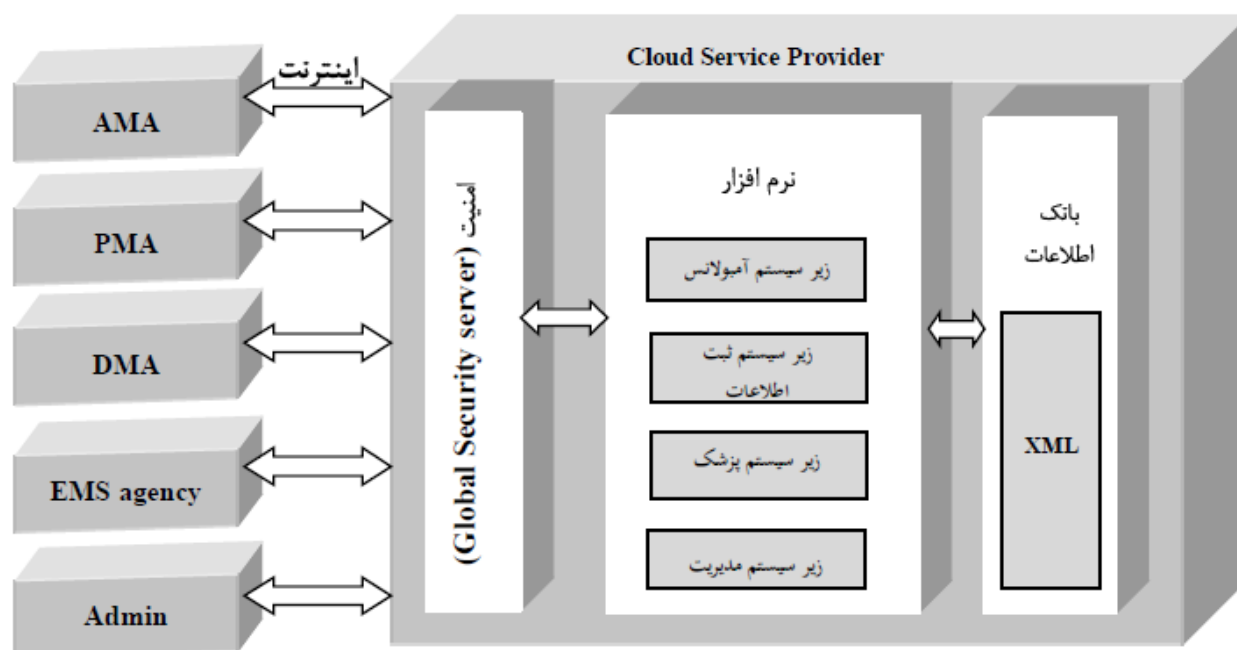 Cloud Service Provider
اینترنت
AMA
PMA
DMA
EMS agency
Admin
امنیت (Global Security server)
نرم افزار
زیر سیستم آمبولانس
زیر سیستم ثبت
اطلاعات
زیر سیستم پزشک
زیر سیستم مدیریت
بانک
اطلاعات
XML